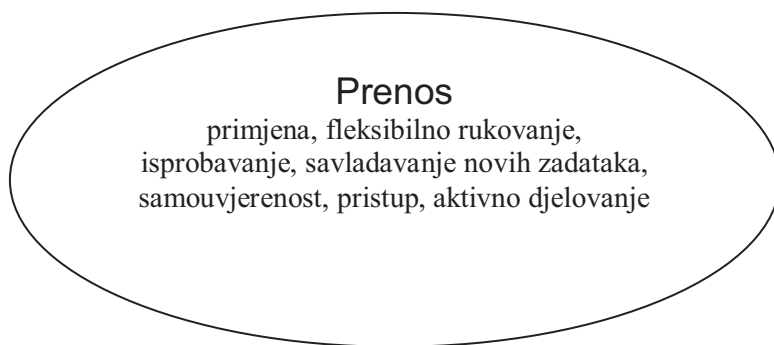 Prenos
primjena, fleksibilno rukovanje,
isprobavanje, savladavanje novih zadataka,
samouvjerenost, pristup, aktivno djelovanje